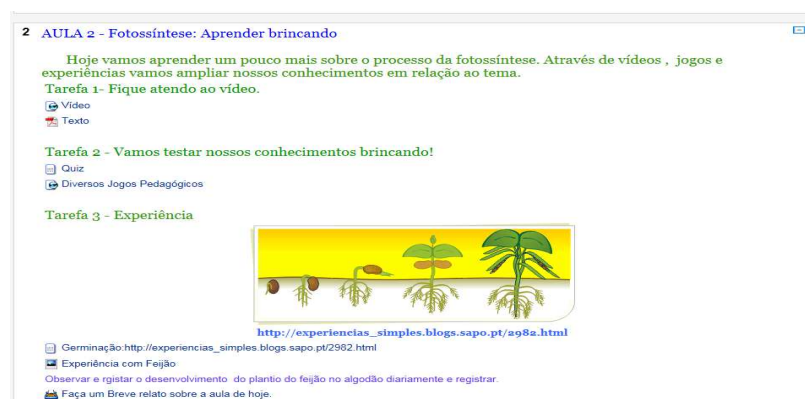 2 AULA 2 - Fotossíntese: Aprender brincando
Hoje vamos aprender um pouco mais sobre o processo da fotossíntese. Através de vídeos , jogos e
experiências vamos ampliar nossos conhecimentos em relação ao tema.
Tarefa 1- Fique atendo ao vídeo.
Vídeo
Texto
Tarefa 2 - Vamos testar nossos conhecimentos brincando!
Quiz
Diversos Jogos Pedagógicos
Tarefa 3 - Experiência
http://experiencias_simples.blogs.sapo.pt/2982.html
Germinação:http://experiencias_simples.blogs.sapo.pt/2982.html
Experiência com Feijão
Observar e rgistar o desenvolvimento do plantio do feijão no algodão diariamente e registrar.
Faça um Breve relato sobre a aula de hoje.